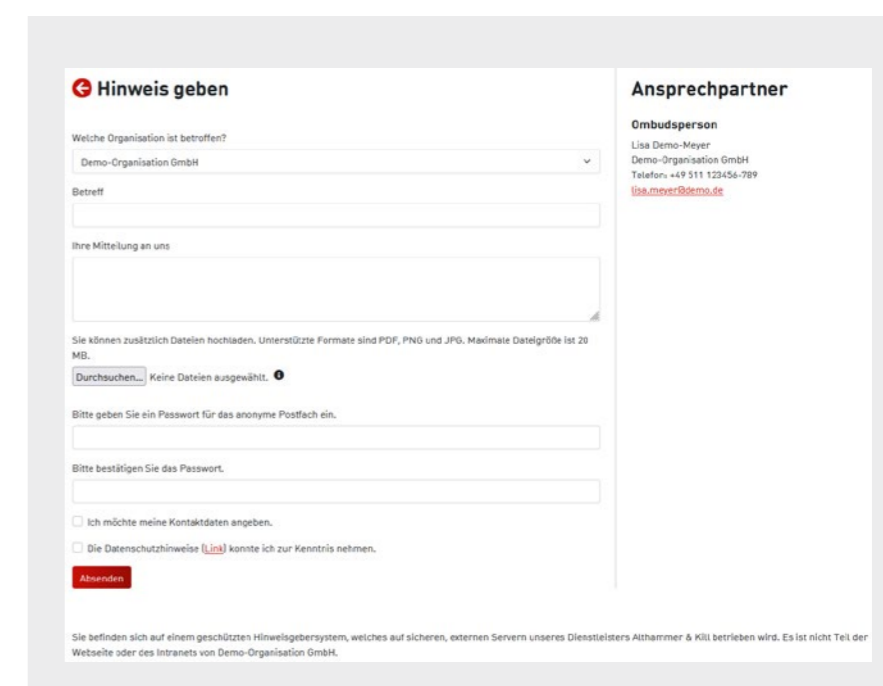 Hinweis geben
Welche Organisation ist betroffen?
Demo-Organisation GmbH
Betreff
Ihre Mitteilung an uns
Sie können zusätzlich Dateien hochladen. Unterstützte Formate sind PDF, PNG und JPG. Maximale Dateigröße ist 20
MB.
Durchsuchen... Keine Dateien ausgewählt.
Bitte geben Sie ein Passwort für das anonyme Postfach ein.
Bitte bestätigen Sie das Passwort.
Ich möchte meine Kontaktdaten angeben.
Die Datenschutzhinweise (Link) konnte ich zur Kenntnis nehmen.
Absenden
Ansprechpartner
Ombudsperson
Lisa Demo-Meyer
Demo-Organisation GmbH
Telefon: +49 511 123456-789
lisa.meyer@demo.de
Sie befinden sich auf einem geschützten Hinweisgebersystem, welches auf sicheren, externen Servern unseres Dienstleisters Althammer & Kill betrieben wird. Es ist nicht Teil der
Webseite oder des Intranets von Demo-Organisation GmbH.